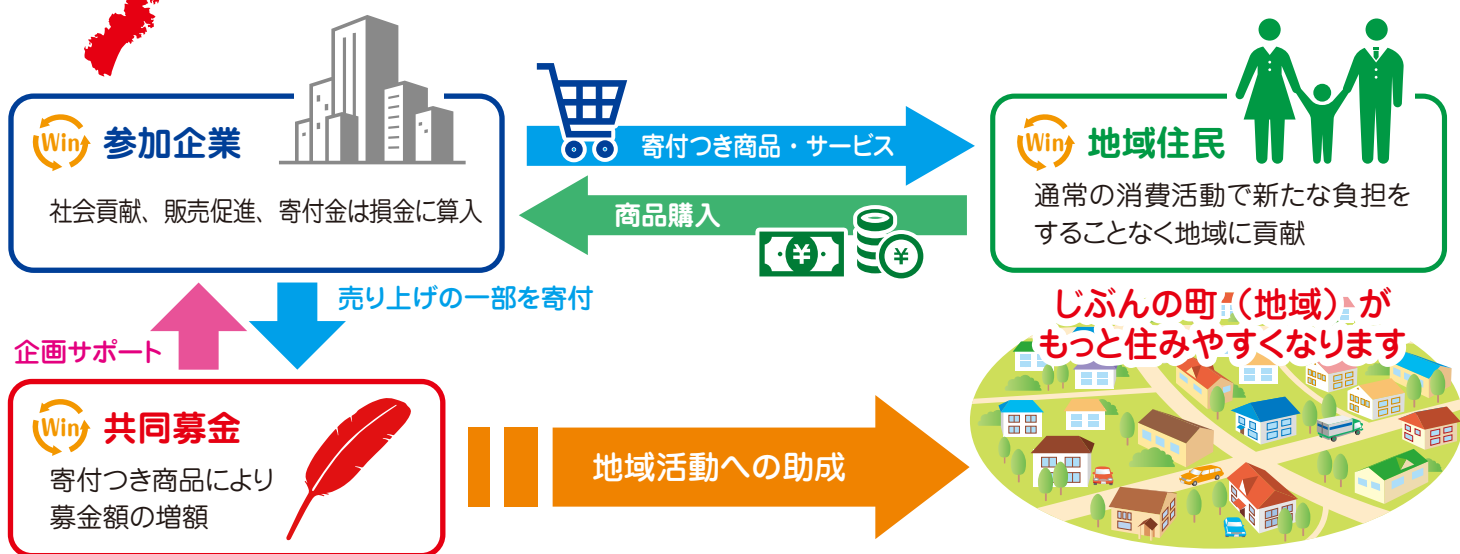 Win 参加企業
社会貢献、販売促進、寄付金は損金に算入
寄付つき商品・サービス
商品購入
¥
¥
Win 地域住民
通常の消費活動で新たな負担を
することなく地域に貢献
売り上げの一部を寄付
企画サポート
じぶんの町(地域)が
もっと住みやすくなります
Win 共同募金
寄付つき商品により
募金額の増額
地域活動への助成